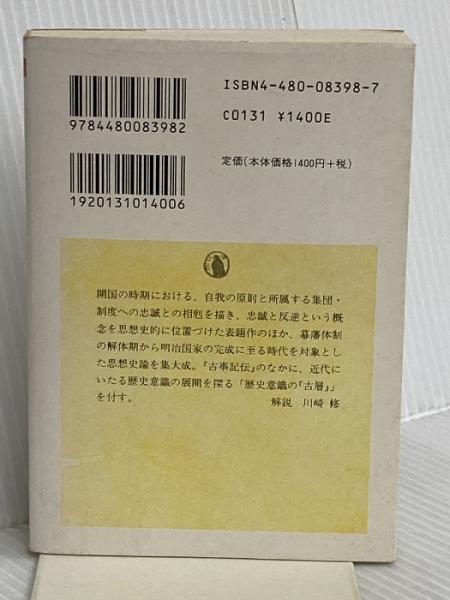 ISBN4-480-08398-7
C0131 ¥1400E
9784480083982
定価(本体価格1400円+税)
1920131014006
開国の時期における、自我の原則と所属する集団・
制度への忠誠との相剋を描き、忠誠と反逆という概
念を思想史的に位置づけた表題作のほか、幕藩体制
の解体期から明治国家の完成に至る時代を対象とし
た思想史論を集大成。『古事記伝』のなかに、近代に
いたる歴史意識の展開を探る「歴史意識の『古層』」
を付す。 解説 川崎 修